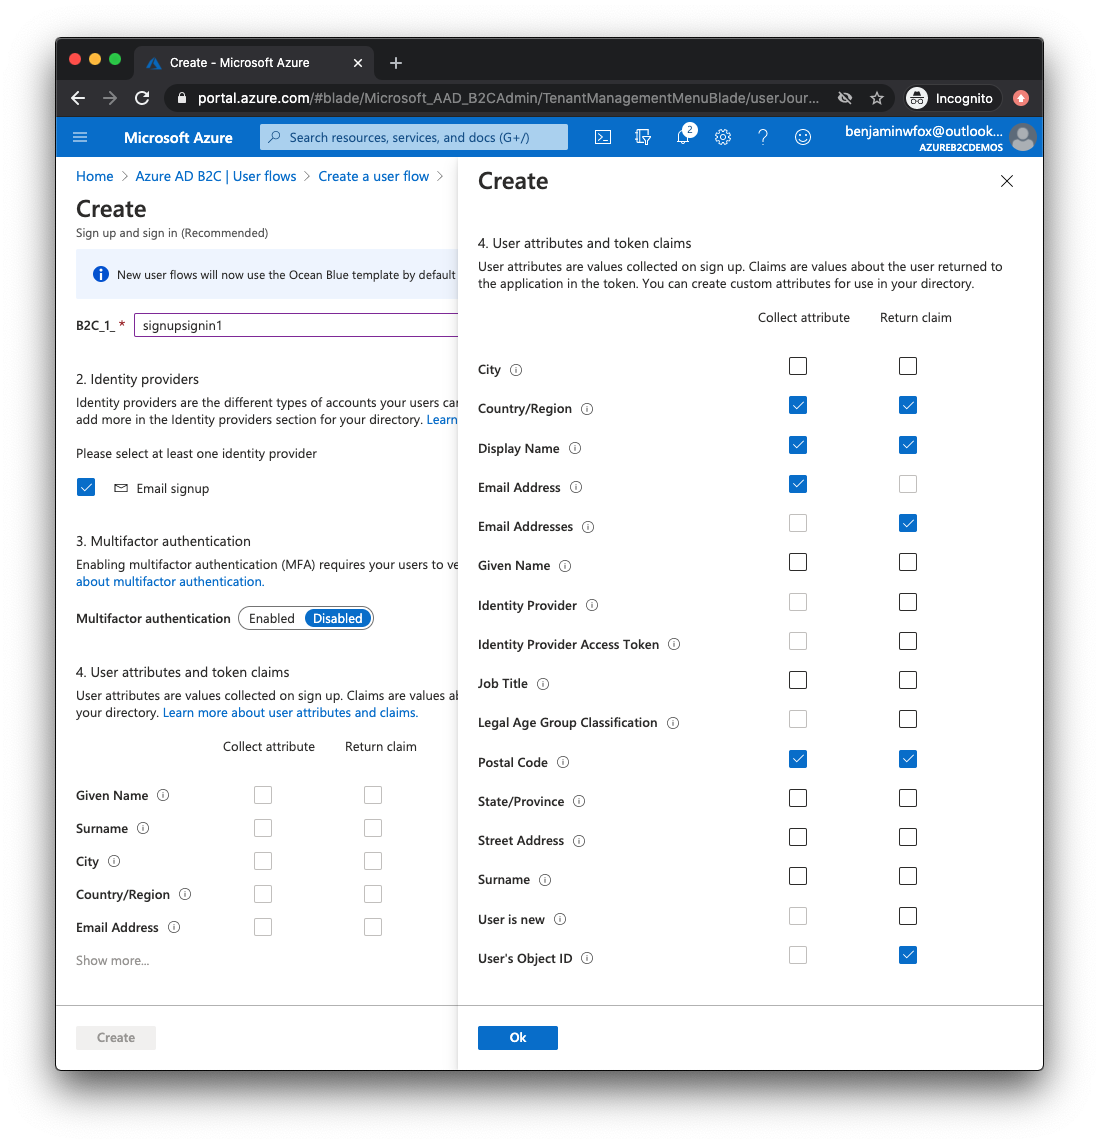 Create - Microsoft Azure
portal.azure.com/#blade/Microsoft_AAD_B2CAdmin/TenantManagementMenuBlade/userJour...
Incognito
Microsoft Azure
Search resources, services, and docs (G+/)
2
benjaminwfox@outlook...
AZUREB2CDEMOS
Home > Azure AD B2C | User flows > Create a user flow >
Create
Sign up and sign in (Recommended)
New user flows will now use the Ocean Blue template by default
B2C_1_ * signupsignin1
2. Identity providers
Identity providers are the different types of accounts your users can
add more in the Identity providers section for your directory. Learn
Please select at least one identity provider
Email signup
3. Multifactor authentication
Enabling multifactor authentication (MFA) requires your users to ve
about multifactor authentication.
Multifactor authentication Enabled Disabled
4. User attributes and token claims
User attributes are values collected on sign up. Claims are values ab
your directory. Learn more about user attributes and claims.
Collect attribute Return claim
Given Name
Surname
City
Country/Region
Email Address
Show more...
Create
Create
4. User attributes and token claims
User attributes are values collected on sign up. Claims are values about the user returned to
the application in the token. You can create custom attributes for use in your directory.
Collect attribute Return claim
City
Country/Region
Display Name
Email Address
Email Addresses
Given Name
Identity Provider
Identity Provider Access Token
Job Title
Legal Age Group Classification
Postal Code
State/Province
Street Address
Surname
User is new
User's Object ID
Ok